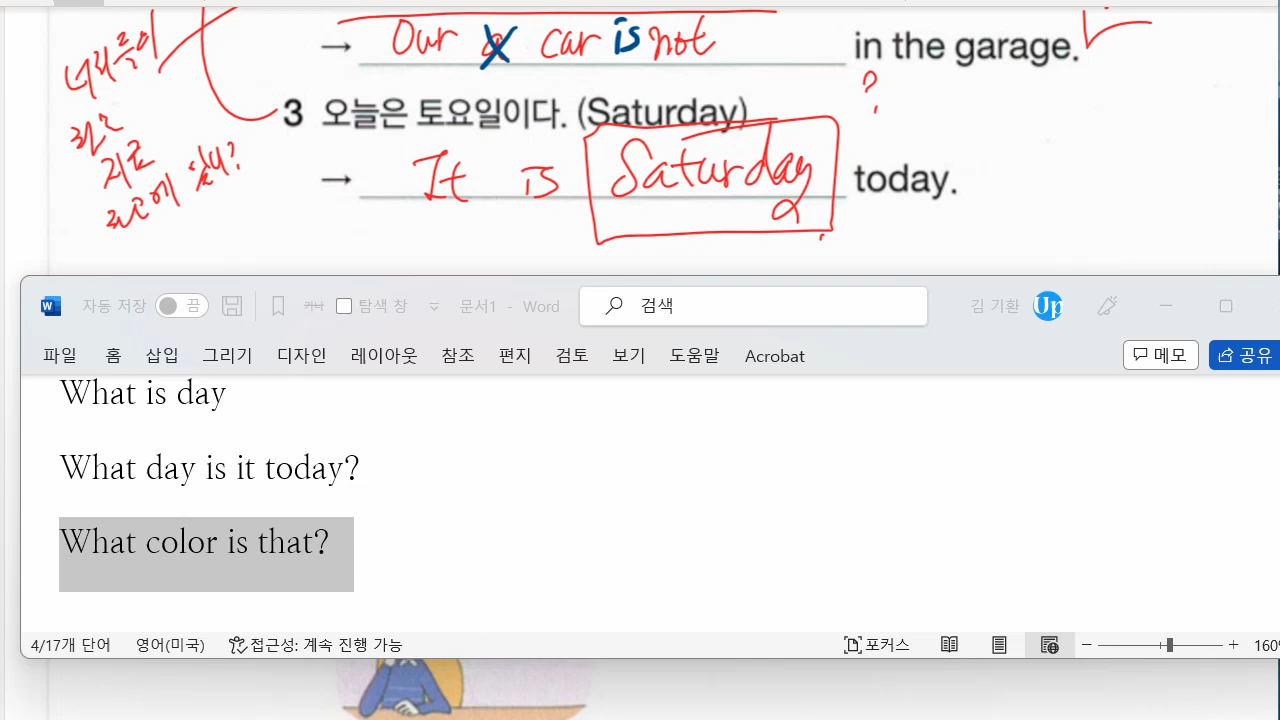 → Our a car is not in the garage.
?
3 오늘은 토요일이다. (Saturday)
→ It is Saturday today.
자동 저장 끔 탐색 창 문서1 - Word 검색 김 기환 Up
파일 홈 삽입 그리기 디자인 레이아웃 참조 편지 검토 보기 도움말 Acrobat 메모 공유
What is day
What day is it today?
What color is that?
4/17개 단어 영어(미국) 접근성: 계속 진행 가능 포커스 - + 160%